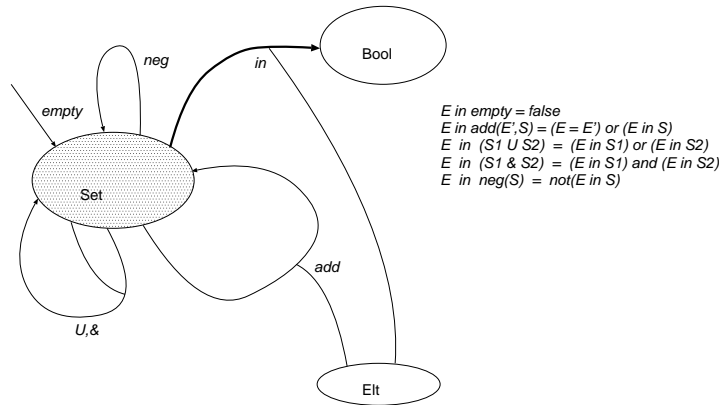 neg
in
Bool
empty
E in empty = false
E in add(E',S) = (E = E') or (E in S)
E in (S1 U S2) = (E in S1) or (E in S2)
E in (S1 & S2) = (E in S1) and (E in S2)
E in neg(S) = not(E in S)
Set
add
U,&
Elt